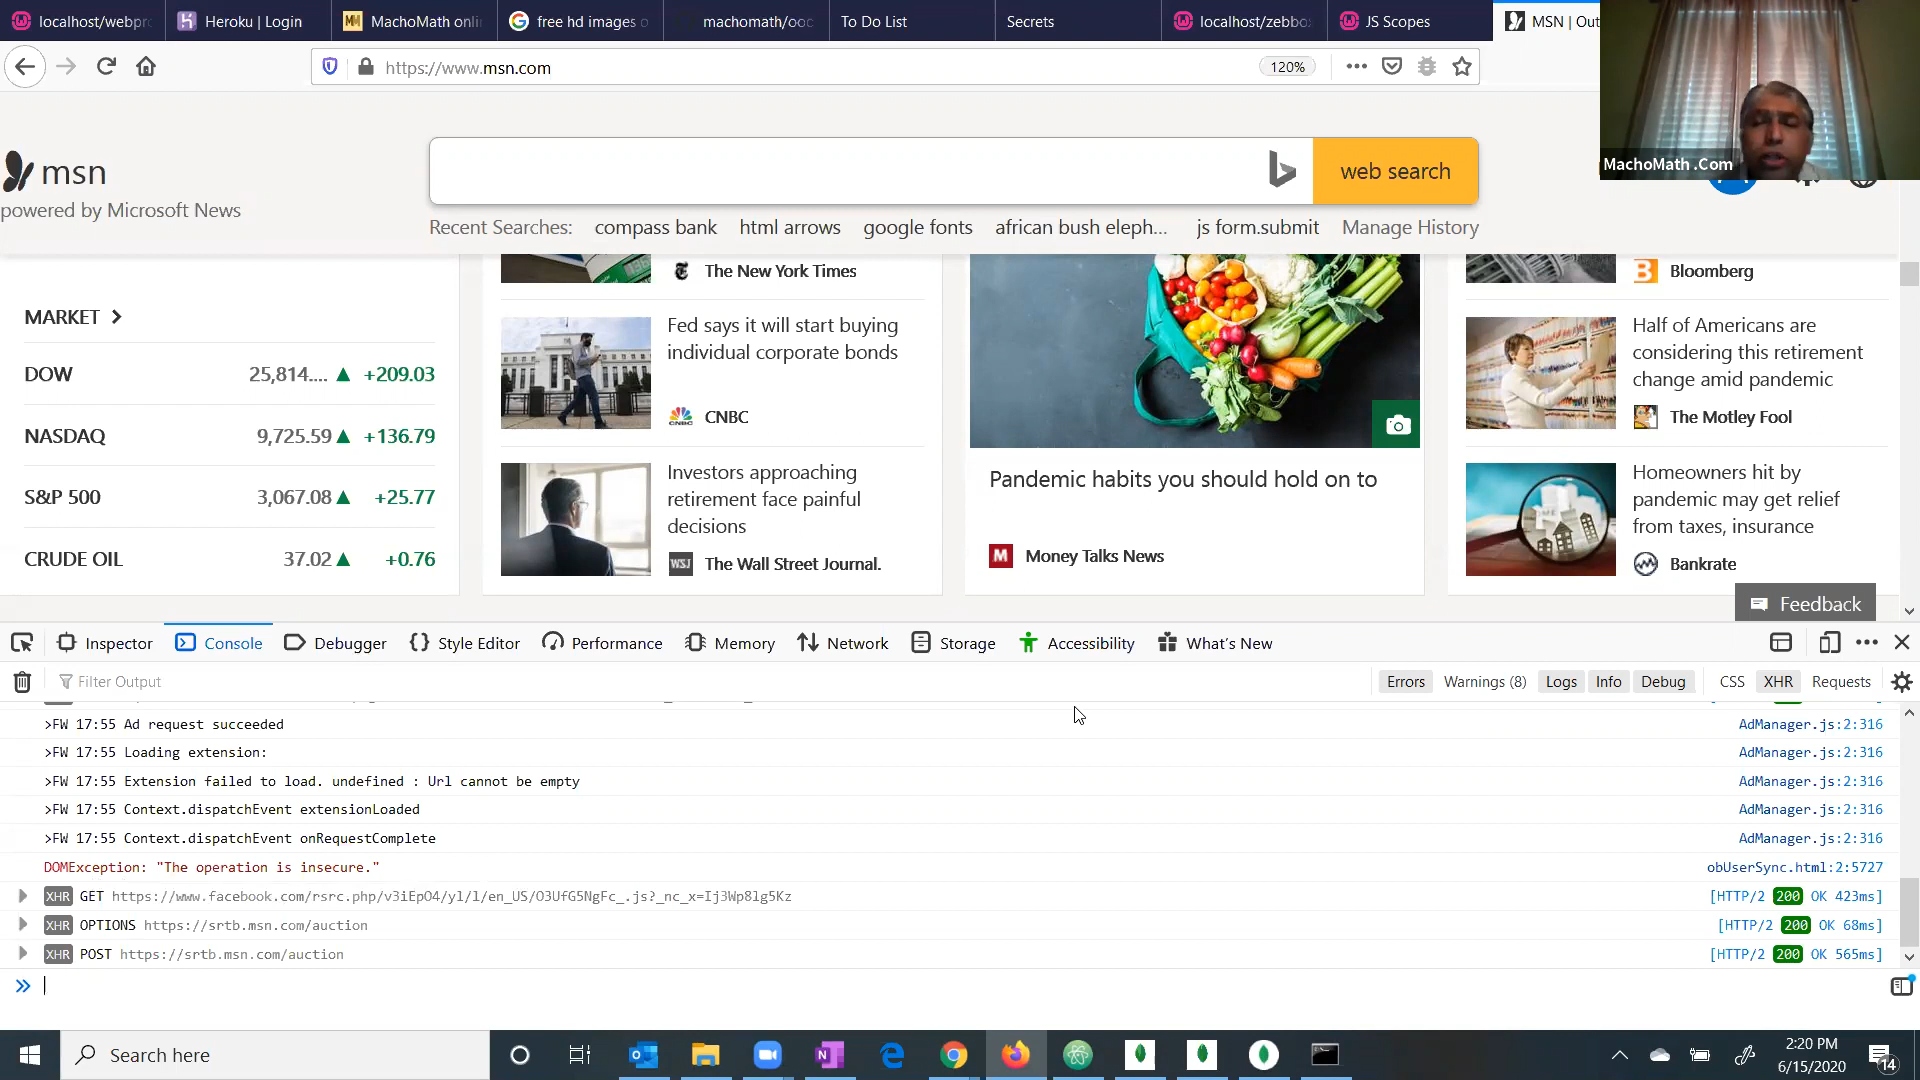 localhost/webpro
Heroku | Login
MachoMath onli
free hd images o
machomath/ooc
To Do List
Secrets
localhost/zebbo
JS Scopes
MSN | Out
https://www.msn.com
120%
MachoMath .Com
msn
powered by Microsoft News
web search
Recent Searches: compass bank html arrows google fonts african bush eleph... js form.submit Manage History
MARKET
DOW 25,814.... ▲ +209.03
NASDAQ 9,725.59 ▲ +136.79
S&P 500 3,067.08 ▲ +25.77
CRUDE OIL 37.02 ▲ +0.76
The New York Times
Fed says it will start buying
individual corporate bonds
CNBC
Investors approaching
retirement face painful
decisions
WSJ The Wall Street Journal.
Pandemic habits you should hold on to
M Money Talks News
B Bloomberg
Half of Americans are
considering this retirement
change amid pandemic
The Motley Fool
Homeowners hit by
pandemic may get relief
from taxes, insurance
Bankrate
Feedback
Inspector Console Debugger Style Editor Performance Memory Network Storage Accessibility What's New
Filter Output
Errors Warnings (8) Logs Info Debug CSS XHR Requests
>FW 17:55 Ad request succeeded AdManager.js:2:316
>FW 17:55 Loading extension: AdManager.js:2:316
>FW 17:55 Extension failed to load. undefined : Url cannot be empty AdManager.js:2:316
>FW 17:55 Context.dispatchEvent extensionLoaded AdManager.js:2:316
>FW 17:55 Context.dispatchEvent onRequestComplete AdManager.js:2:316
DOMException: "The operation is insecure." obUserSync.html:2:5727
XHR GET https://www.facebook.com/rsrc.php/v3iEpO4/yl/l/en_US/O3UfG5NgFc_.js?_nc_x=Ij3Wp8lg5Kz [HTTP/2 200 OK 423ms]
XHR OPTIONS https://srtb.msn.com/auction [HTTP/2 200 OK 68ms]
XHR POST https://srtb.msn.com/auction [HTTP/2 200 OK 565ms]
Search here
2:20 PM
6/15/2020
14